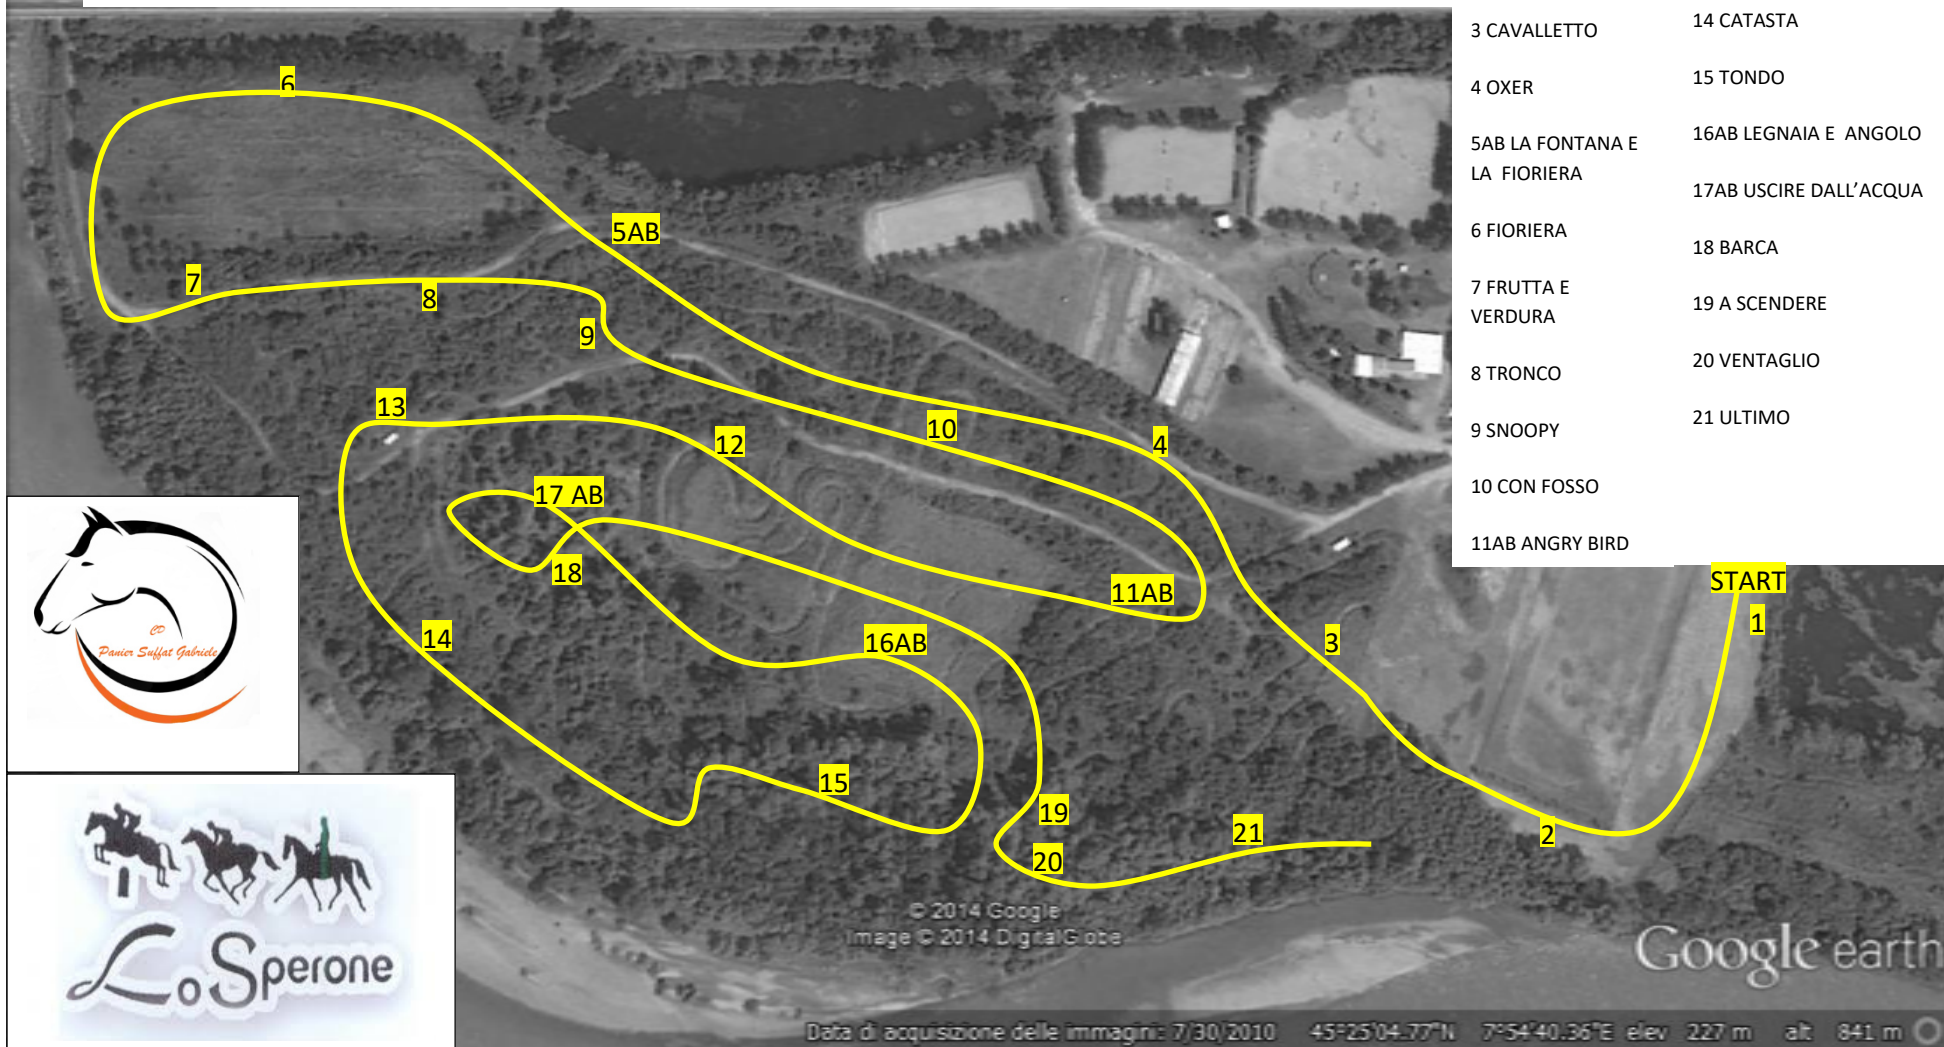 3 CAVALLETTO
4 OXER
5AB LA FONTANA E
LA FIORIERA
6 FIORIERA
7 FRUTTA E
VERDURA
8 TRONCO
9 SNOOPY
10 CON FOSSO
11AB ANGRY BIRD
14 CATASTA
15 TONDO
16AB LEGNAIA E ANGOLO
17AB USCIRE DALL'ACQUA
18 BARCA
19 A SCENDERE
20 VENTAGLIO
21 ULTIMO
6
5AB
7
8
9
13
12
10
4
17 AB
18
11AB
START
1
14
16AB
3
15
19
21
2
20
CD
Panier Suffat Gabriele
Lo Sperone
© 2014 Google
Image © 2014 DigitalGlobe
Google earth
Data di acquisizione delle immagini: 7/30/2010 45°25'04.77"N 7°54'40.36"E elev 227 m alt 841 m